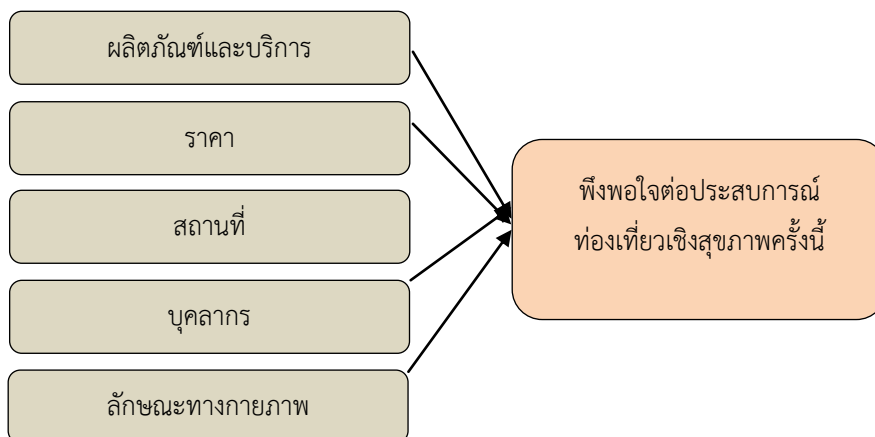 ผลิตภัณฑ์และบริการ
ราคา
สถานที่
บุคลากร
ลักษณะทางกายภาพ
พึงพอใจต่อประสบการณ์
ท่องเที่ยวเชิงสุขภาพครั้งนี้